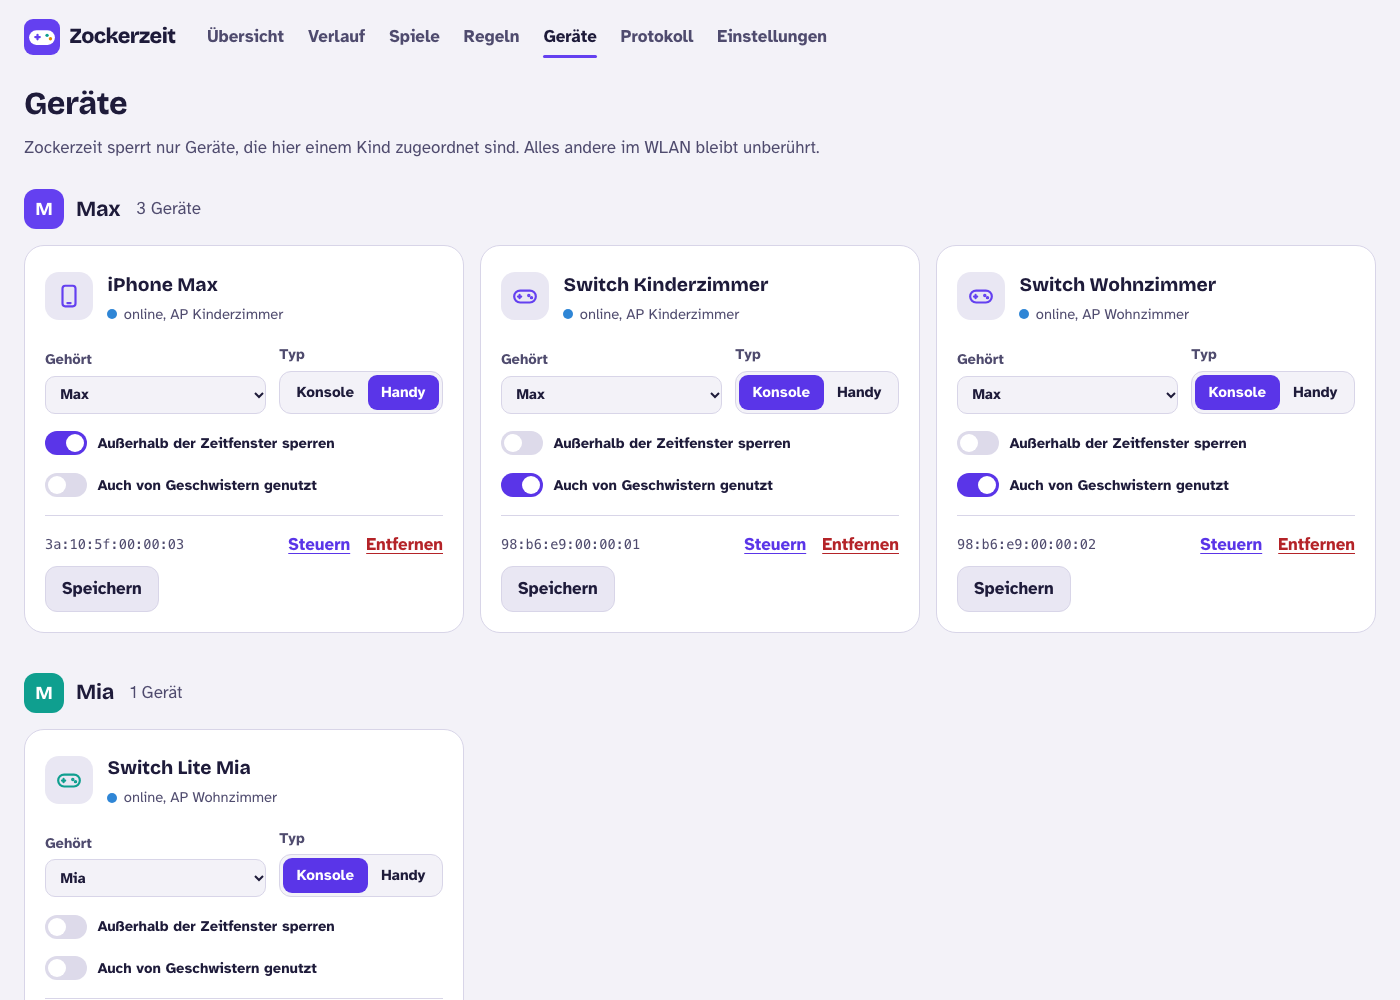 Zockerzeit Übersicht Verlauf Spiele Regeln Geräte Protokoll Einstellungen
Geräte
Zockerzeit sperrt nur Geräte, die hier einem Kind zugeordnet sind. Alles andere im WLAN bleibt unberührt.
M Max 3 Geräte
iPhone Max
online, AP Kinderzimmer
Gehört Typ
Max Konsole Handy
Außerhalb der Zeitfenster sperren
Auch von Geschwistern genutzt
3a:10:5f:00:00:03 Steuern Entfernen
Speichern
Switch Kinderzimmer
online, AP Kinderzimmer
Gehört Typ
Max Konsole Handy
Außerhalb der Zeitfenster sperren
Auch von Geschwistern genutzt
98:b6:e9:00:00:01 Steuern Entfernen
Speichern
Switch Wohnzimmer
online, AP Wohnzimmer
Gehört Typ
Max Konsole Handy
Außerhalb der Zeitfenster sperren
Auch von Geschwistern genutzt
98:b6:e9:00:00:02 Steuern Entfernen
Speichern
M Mia 1 Gerät
Switch Lite Mia
online, AP Wohnzimmer
Gehört Typ
Mia Konsole Handy
Außerhalb der Zeitfenster sperren
Auch von Geschwistern genutzt